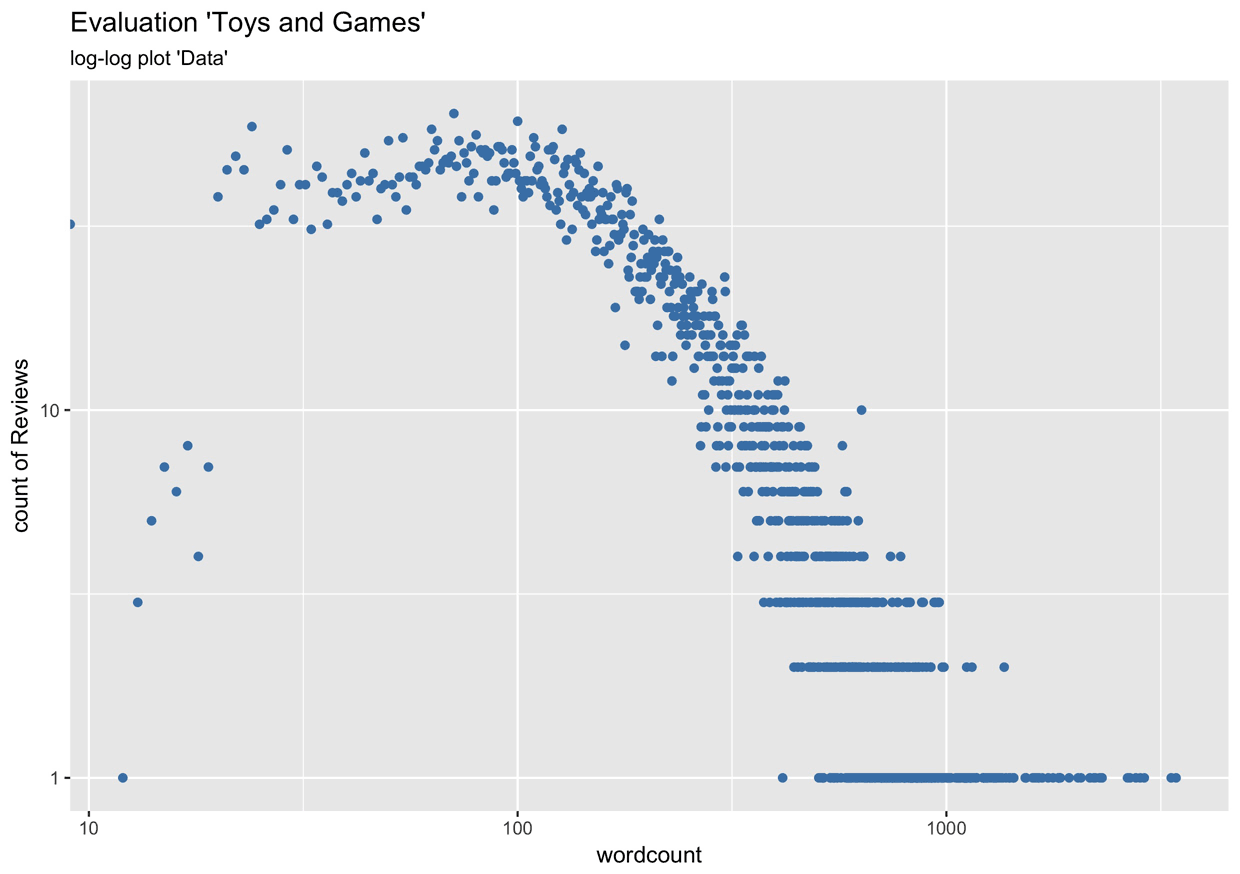 Evaluation 'Toys and Games'
log-log plot 'Data'
count of Reviews
10
1
10 100 1000
wordcount